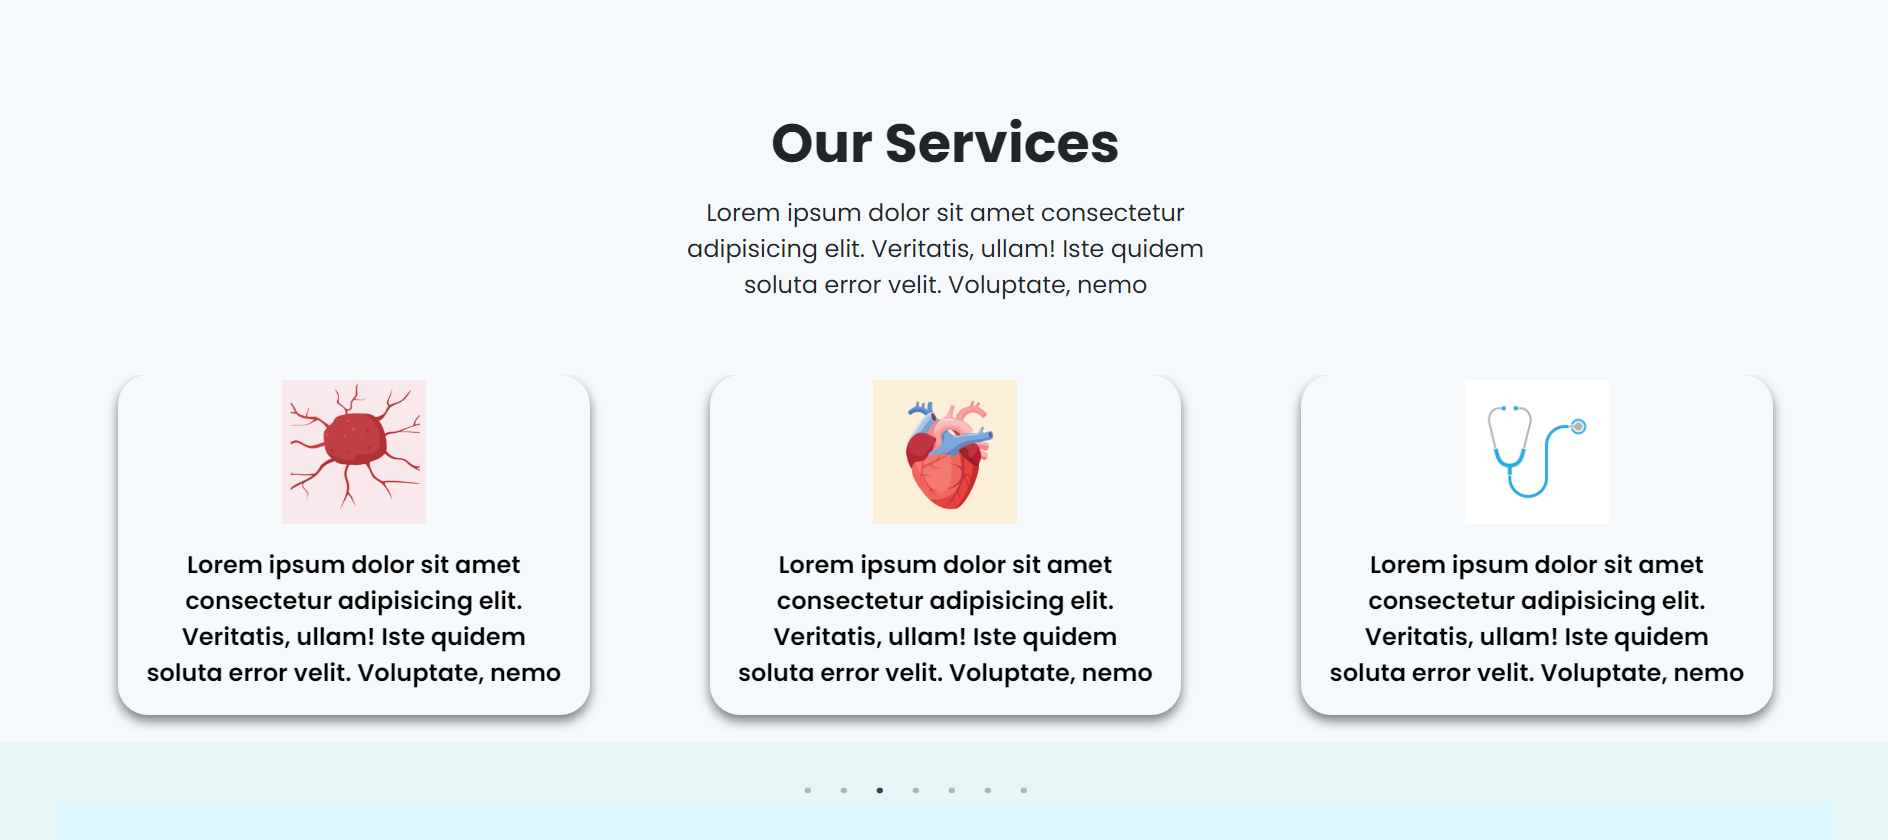 Our Services
Lorem ipsum dolor sit amet consectetur
adipisicing elit. Veritatis, ullam! Iste quidem
soluta error velit. Voluptate, nemo
Lorem ipsum dolor sit amet
consectetur adipisicing elit.
Veritatis, ullam! Iste quidem
soluta error velit. Voluptate, nemo
Lorem ipsum dolor sit amet
consectetur adipisicing elit.
Veritatis, ullam! Iste quidem
soluta error velit. Voluptate, nemo
Lorem ipsum dolor sit amet
consectetur adipisicing elit.
Veritatis, ullam! Iste quidem
soluta error velit. Voluptate, nemo